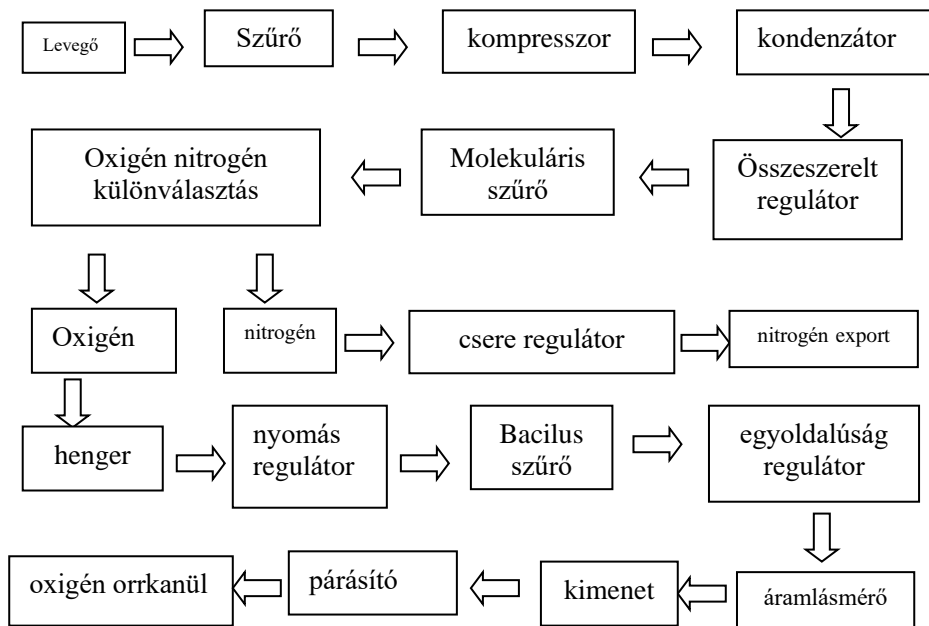 Levegő
Szűrő
kompresszor
kondenzátor
Oxigén nitrogén
különválasztás
Molekuláris
szűrő
Összeszerelt
regulátor
Oxigén
nitrogén
csere regulátor
nitrogén export
henger
nyomás
regulátor
Bacilus
szűrő
egyoldalúság
regulátor
oxigén orrkanül
párásító
kimenet
áramlásmérő